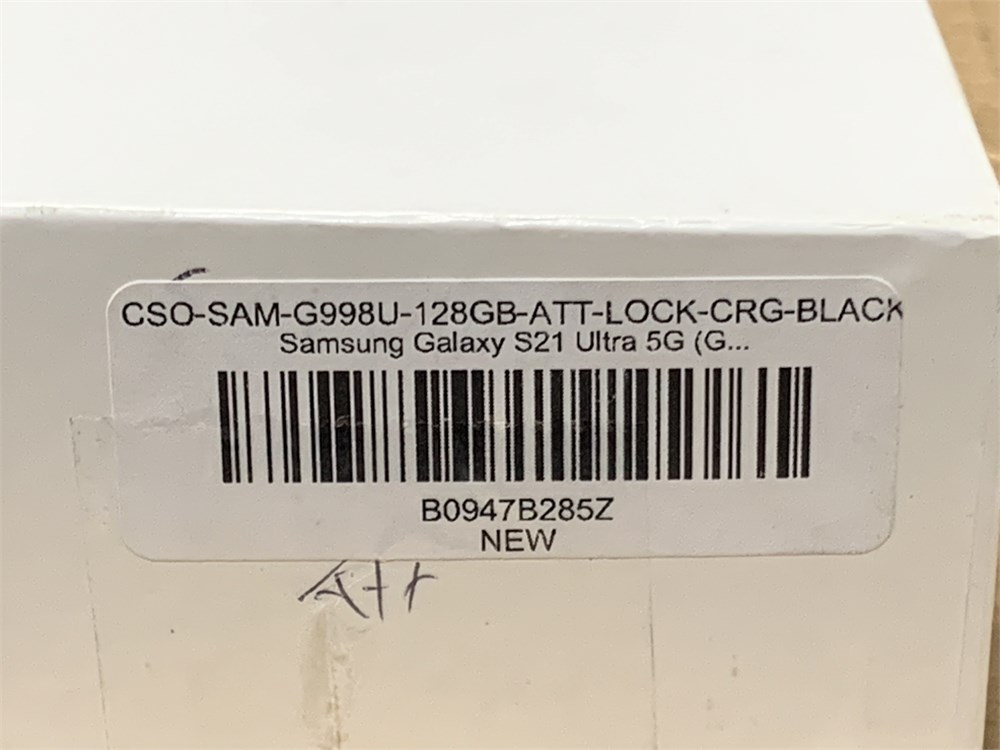 CSO-SAM-G998U-128GB-ATT-LOCK-CRG-BLACK
Samsung Galaxy S21 Ultra 5G (G...
B0947B285Z
NEW
Att